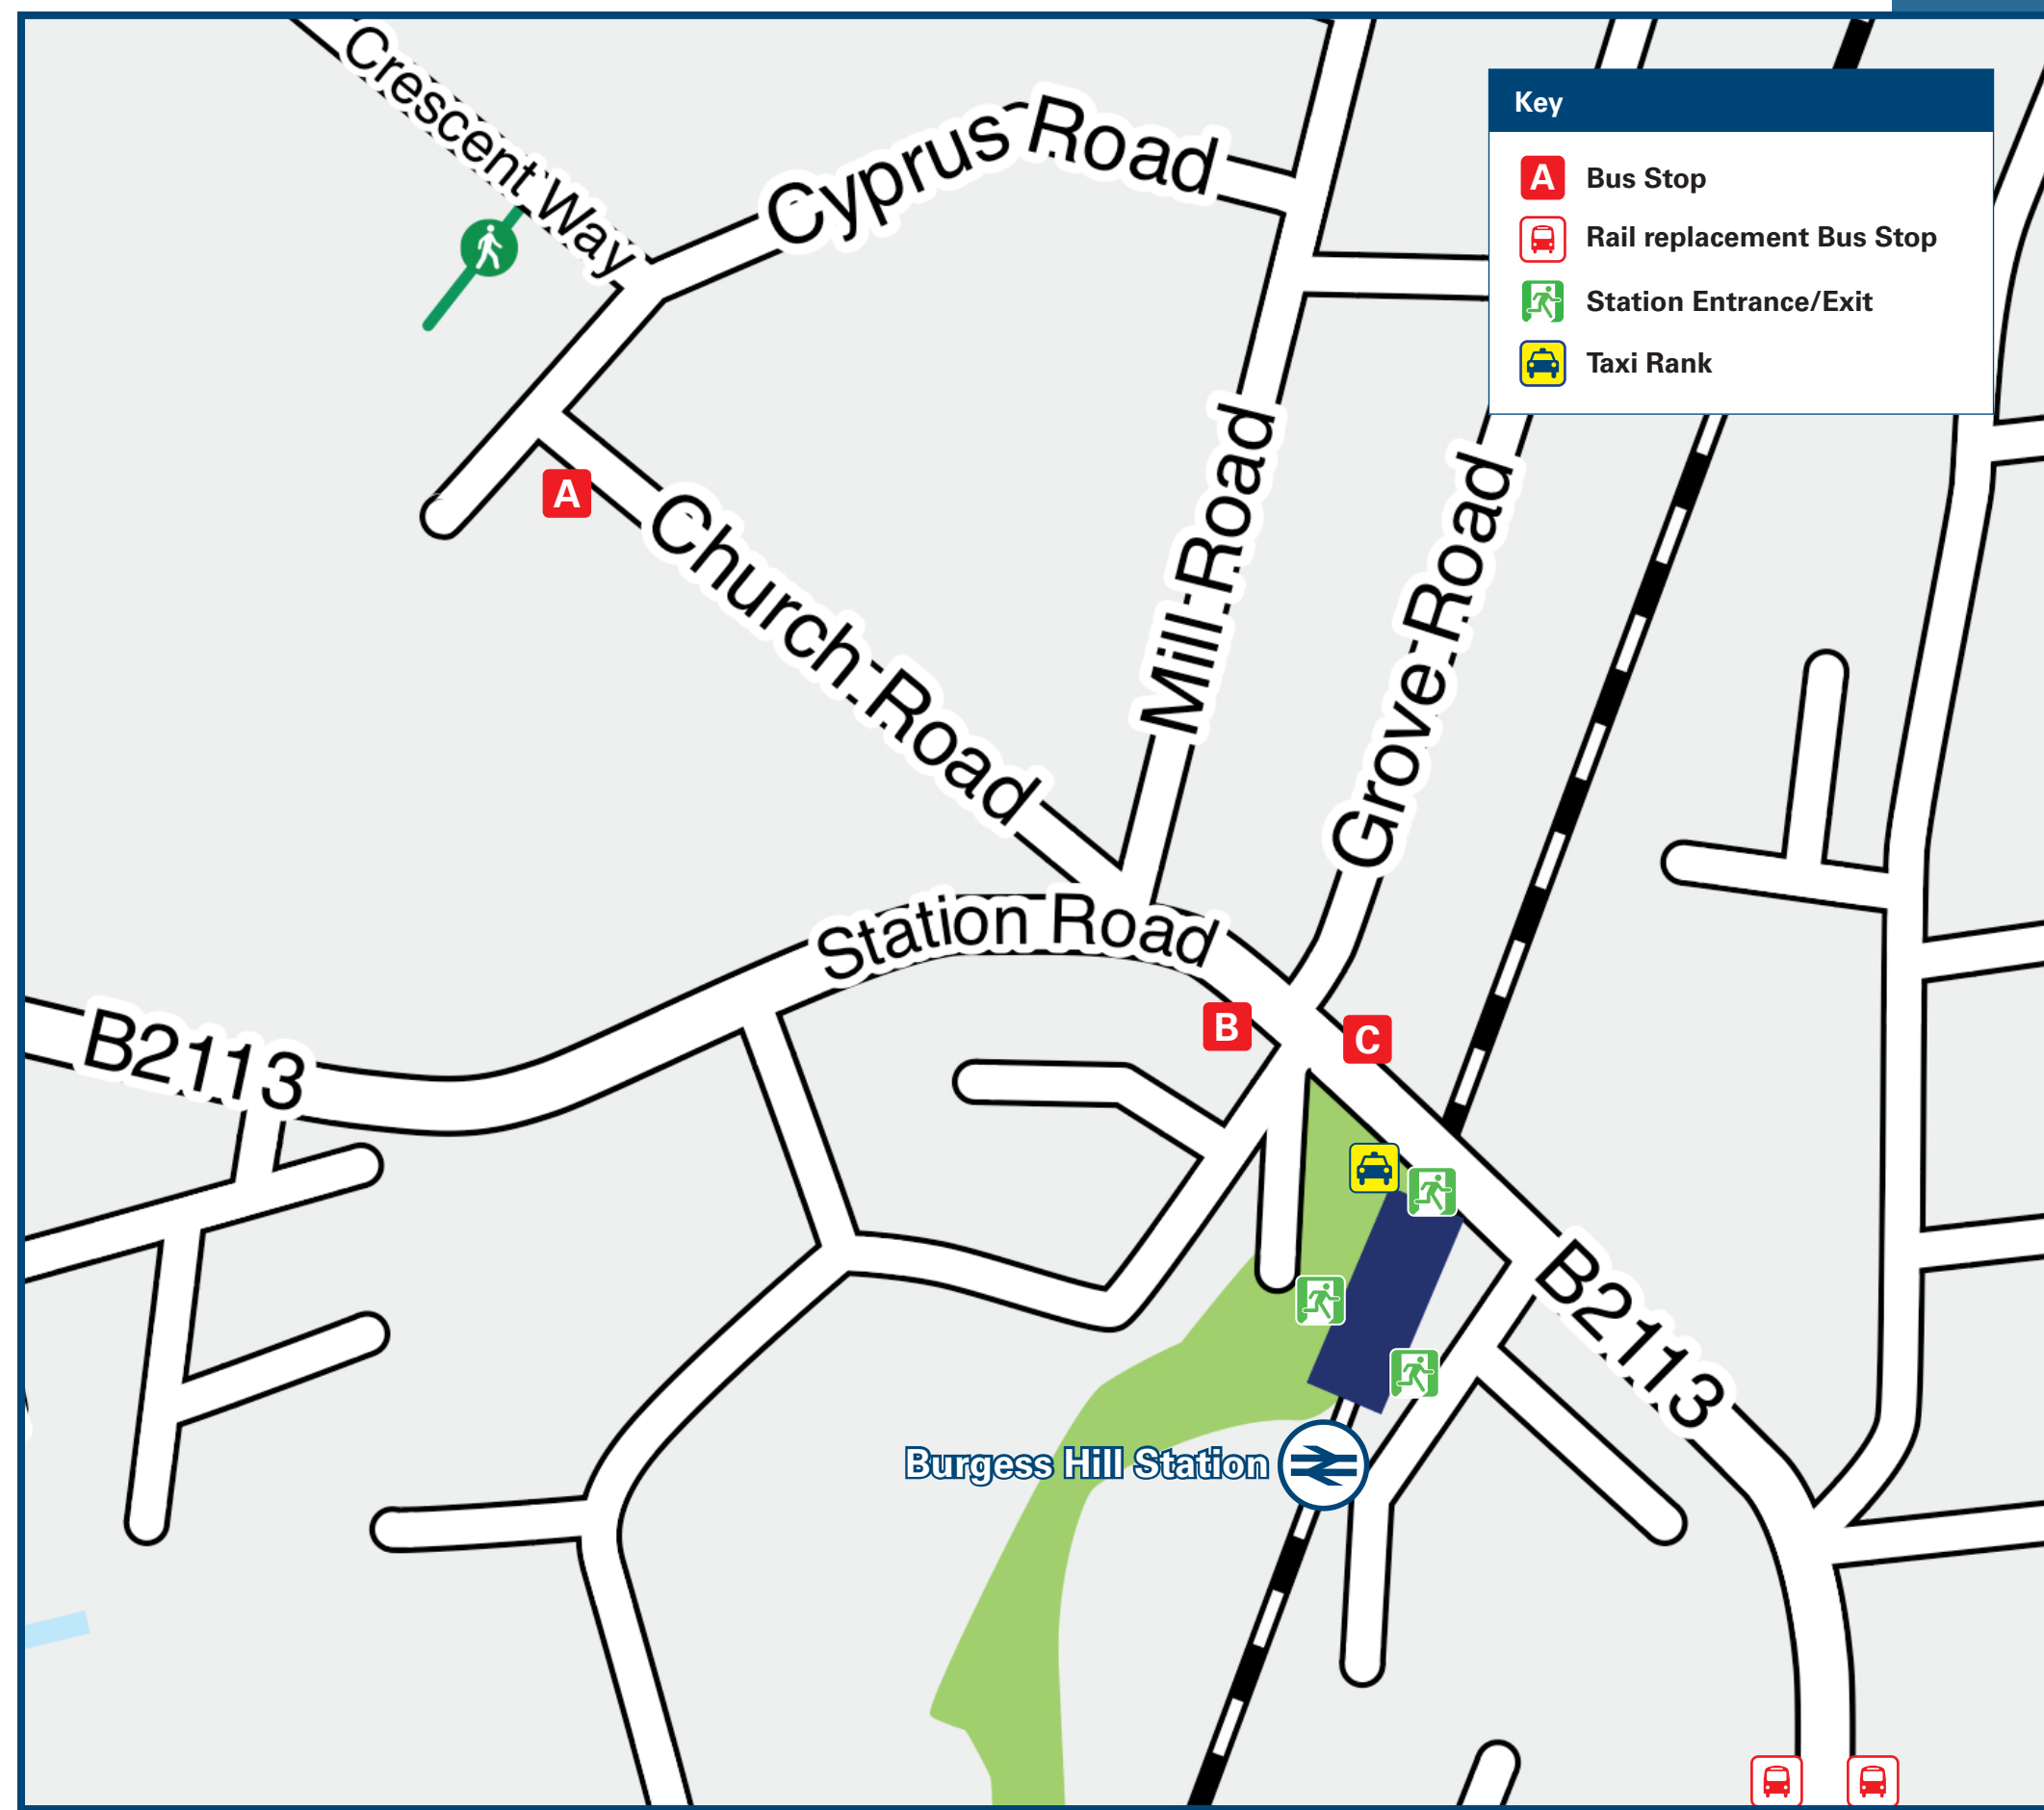 Crescent Way
Cyprus Road
Key
A Bus Stop
Rail replacement Bus Stop
Station Entrance/Exit
Taxi Rank
A
Church Road
Mill Road
Grove Road
Station Road
B2113
B
C
B2113
Burgess Hill Station